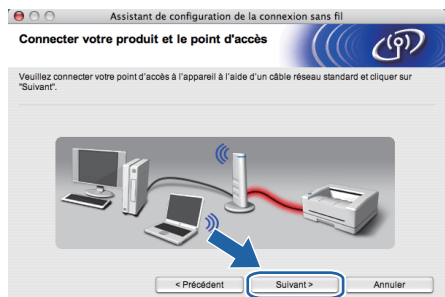 Assistant de configuration de la connexion sans fil
Connecter votre produit et le point d'accès
Veuillez connecter votre point d'accès à l'appareil à l'aide d'un câble réseau standard et cliquer sur
"Suivant".
< Précédent
Suivant >
Annuler